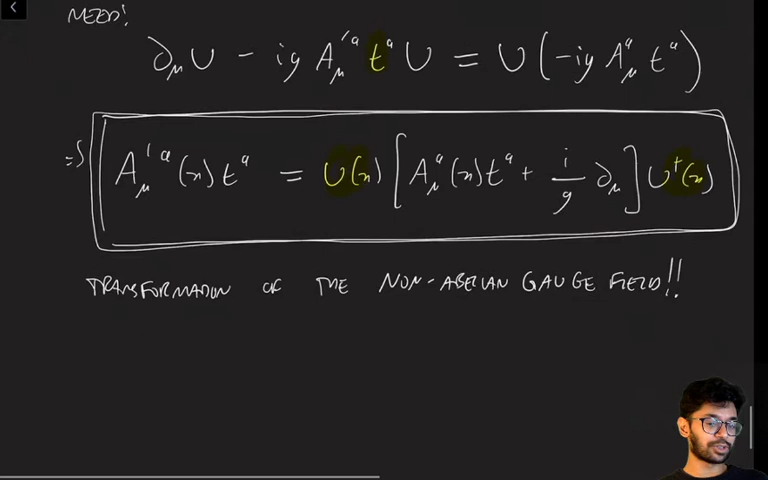 NEED!
∂_μ U - ig A_μ'^a t^a U = U(-ig A_μ^a t^a)
⇒ A_μ'^a(x) t^a = U(x) [A_μ^a(x) t^a + i/g ∂_μ] U†(x)
TRANSFORMATION OF THE NON-ABELIAN GAUGE FIELD!!